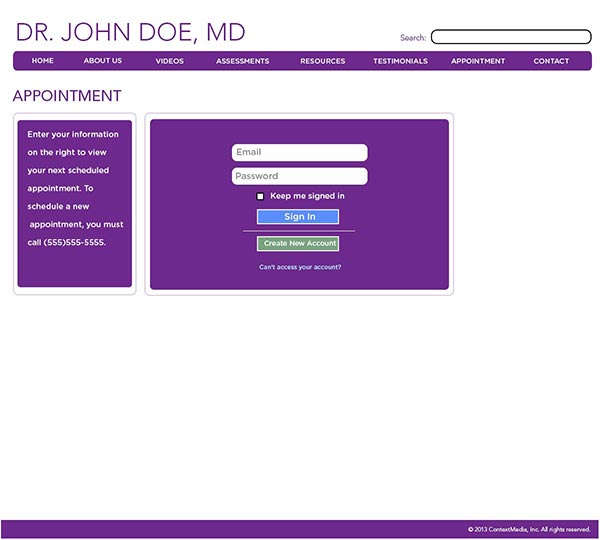 DR. JOHN DOE, MD
Search:
HOME ABOUT US VIDEOS ASSESSMENTS RESOURCES TESTIMONIALS APPOINTMENT CONTACT
APPOINTMENT
Enter your information
on the right to view
your next scheduled
appointment. To
schedule a new
appointment, you must
call (555)555-5555.
Email
Password
Keep me signed in
Sign In
Create New Account
Can't access your account?
© 2013 ContextMedia, Inc. All rights reserved.